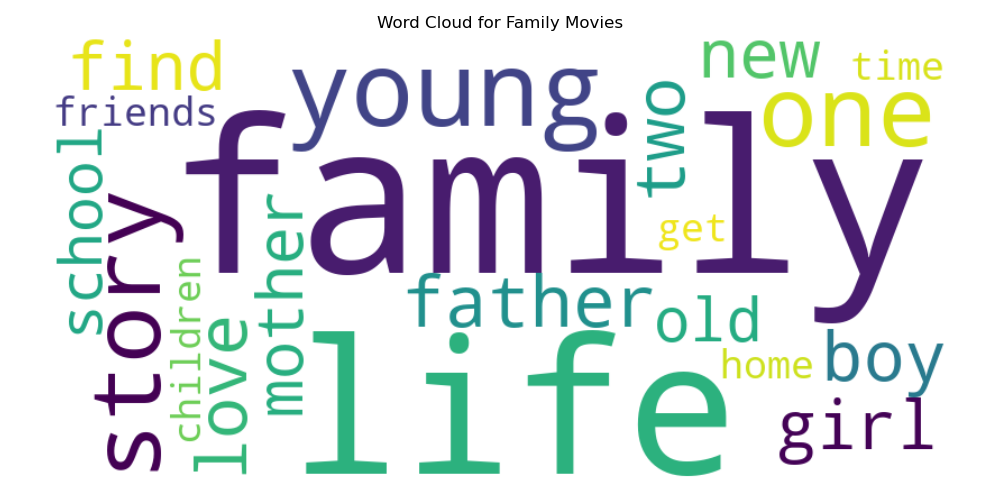 Word Cloud for Family Movies
find
young
new
time
friends
one
two
family
school
story
mother
get
children
love
father
old
life
home
boy
girl